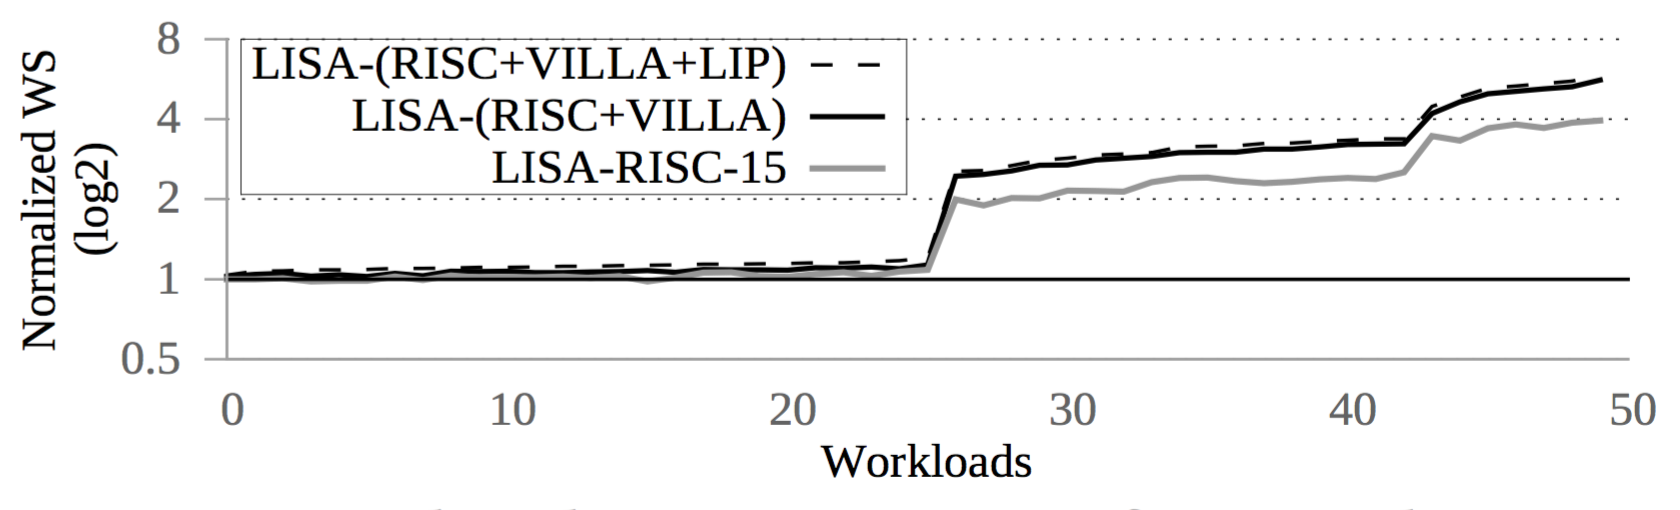 Normalized WS
(log2)
8
4
2
1
0.5
LISA-(RISC+VILLA+LIP)
LISA-(RISC+VILLA)
LISA-RISC-15
0 10 20 30 40 50
Workloads